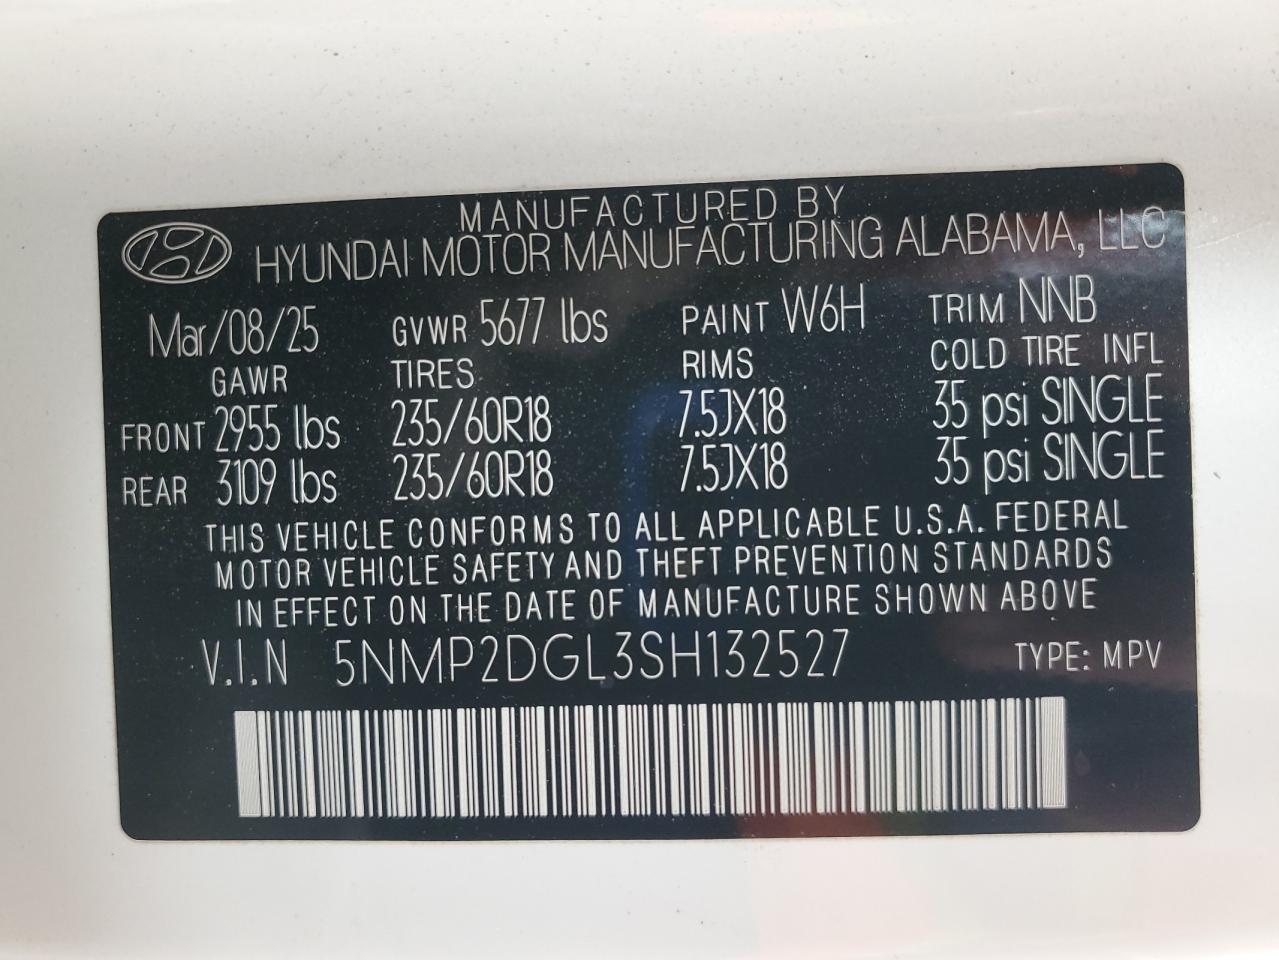 MANUFACTURED BY
HYUNDAI MOTOR MANUFACTURING ALABAMA, LLC
Mar/08/25 GVWR 5677 lbs PAINT W6H TRIM NNB
GAWR TIRES RIMS COLD TIRE INFL
FRONT 2955 lbs 235/60R18 7.5JX18 35 psi SINGLE
REAR 3109 lbs 235/60R18 7.5JX18 35 psi SINGLE
THIS VEHICLE CONFORMS TO ALL APPLICABLE U.S.A. FEDERAL
MOTOR VEHICLE SAFETY AND THEFT PREVENTION STANDARDS
IN EFFECT ON THE DATE OF MANUFACTURE SHOWN ABOVE
V.I.N 5NMP2DGL3SH132527 TYPE: MPV